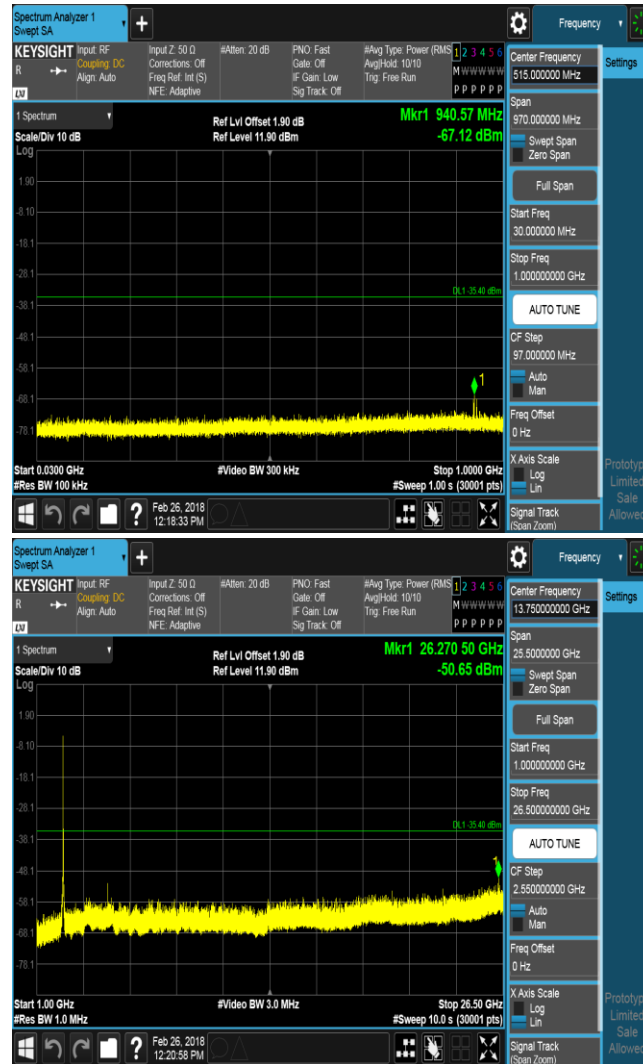 Spectrum Analyzer 1
Swept SA
Frequency
KEYSIGHT Input: RF Input Z: 50 Ω #Atten: 20 dB PNO: Fast #Avg Type: Power (RMS 1 2 3 4 5 6
R Coupling: DC Corrections: Off Gate: Off Avg|Hold: 10/10 M W W W W W
Align: Auto Freq Ref: Int (S) IF Gain: Low Trig: Free Run
LXI NFE: Adaptive Sig Track: Off P P P P P P
1 Spectrum
Scale/Div 10 dB
Log
Ref Lvl Offset 1.90 dB
Ref Level 11.90 dBm
Mkr1 940.57 MHz
-67.12 dBm
1.90
-8.10
-18.1
-28.1
DL1 -35.40 dBm
-38.1
-48.1
-58.1
1
-68.1
-78.1
Start 0.0300 GHz #Video BW 300 kHz Stop 1.0000 GHz
#Res BW 100 kHz #Sweep 1.00 s (30001 pts)
? Feb 26, 2018
12:18:33 PM
Center Frequency
515.000000 MHz
Settings
Span
970.000000 MHz
Swept Span
Zero Span
Full Span
Start Freq
30.000000 MHz
Stop Freq
1.000000000 GHz
AUTO TUNE
CF Step
97.000000 MHz
Auto
Man
Freq Offset
0 Hz
X Axis Scale
Log
Lin
Signal Track
(Span Zoom)
Limited
Sale
Spectrum Analyzer 1
Swept SA
Frequency
KEYSIGHT Input: RF Input Z: 50 Ω #Atten: 20 dB PNO: Fast #Avg Type: Power (RMS 1 2 3 4 5 6
R Coupling: DC Corrections: Off Gate: Off Avg|Hold: 10/10 M W W W W W
Align: Auto Freq Ref: Int (S) IF Gain: Low Trig: Free Run
LXI NFE: Adaptive Sig Track: Off P P P P P P
1 Spectrum
Scale/Div 10 dB
Log
Ref Lvl Offset 1.90 dB
Ref Level 11.90 dBm
Mkr1 26.270 50 GHz
-50.65 dBm
1.90
-8.10
-18.1
-28.1
DL1 -35.40 dBm
-38.1
1
-48.1
-58.1
-68.1
-78.1
Start 1.00 GHz #Video BW 3.0 MHz Stop 26.50 GHz
#Res BW 1.0 MHz #Sweep 10.0 s (30001 pts)
? Feb 26, 2018
12:20:58 PM
Center Frequency
13.750000000 GHz
Settings
Span
25.5000000 GHz
Swept Span
Zero Span
Full Span
Start Freq
1.000000000 GHz
Stop Freq
26.500000000 GHz
AUTO TUNE
CF Step
2.550000000 GHz
Auto
Man
Freq Offset
0 Hz
X Axis Scale
Log
Lin
Signal Track
(Span Zoom)
Limited
Sale